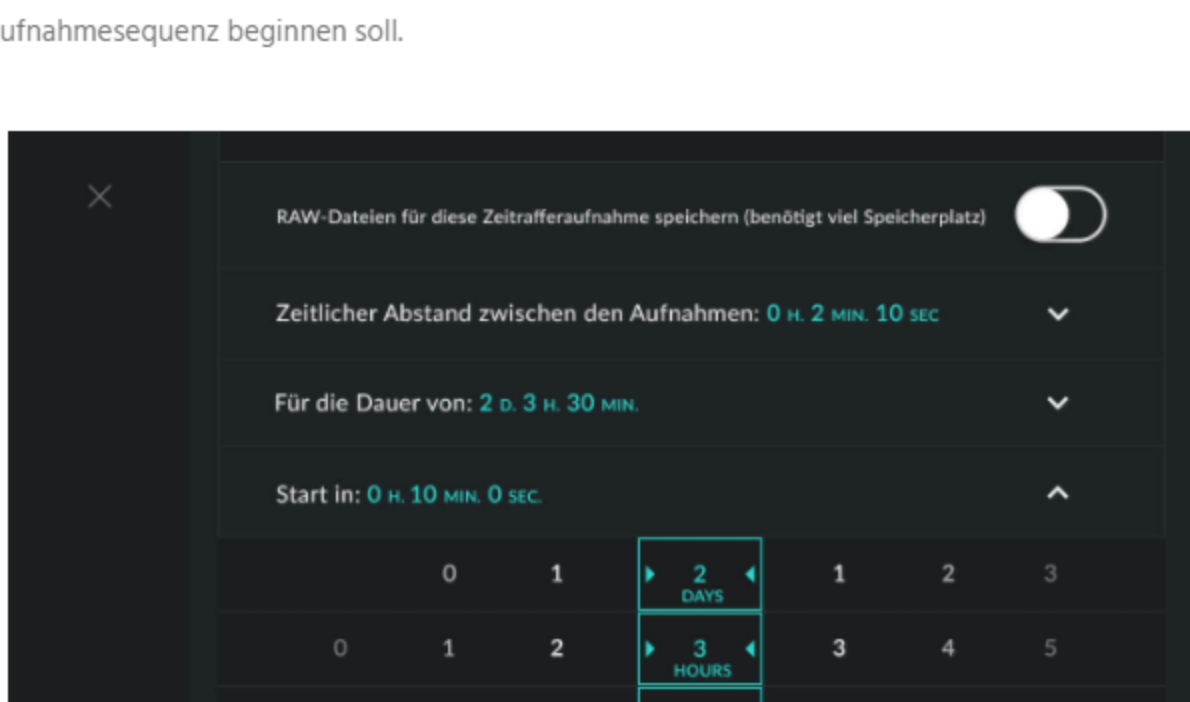 ufnahmesequenz beginnen soll.
RAW-Dateien für diese Zeitrafferaufnahme speichern (benötigt viel Speicherplatz)
Zeitlicher Abstand zwischen den Aufnahmen: 0 H. 2 MIN. 10 SEC
Für die Dauer von: 2 D. 3 H. 30 MIN.
Start in: 0 H. 10 MIN. 0 SEC.
0 1 2 1 2 3
DAYS
0 1 2 3 3 4 5
HOURS